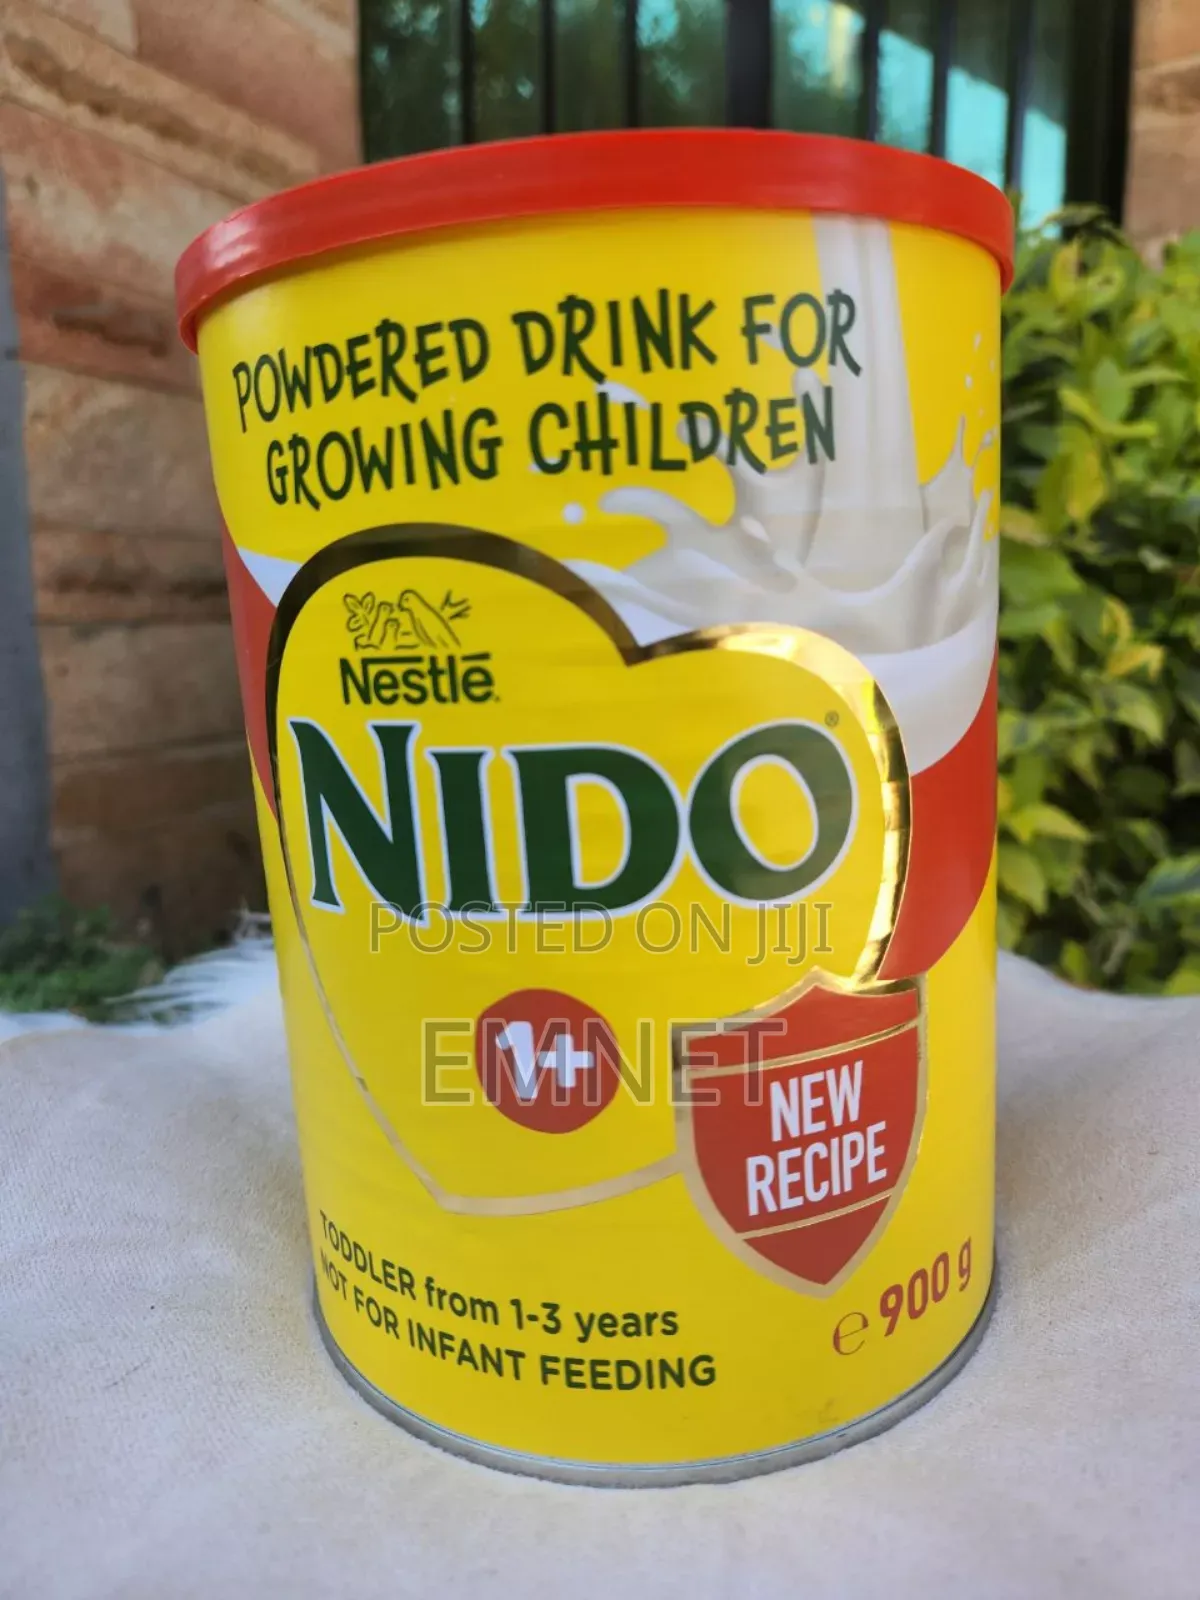 POWDERED DRINK FOR
GROWING CHILDREN
Nestlé
NIDO®
POSTED ON JIJI
1+
EMNET
NEW
RECIPE
TODDLER from 1-3 years
NOT FOR INFANT FEEDING
℮ 900 g